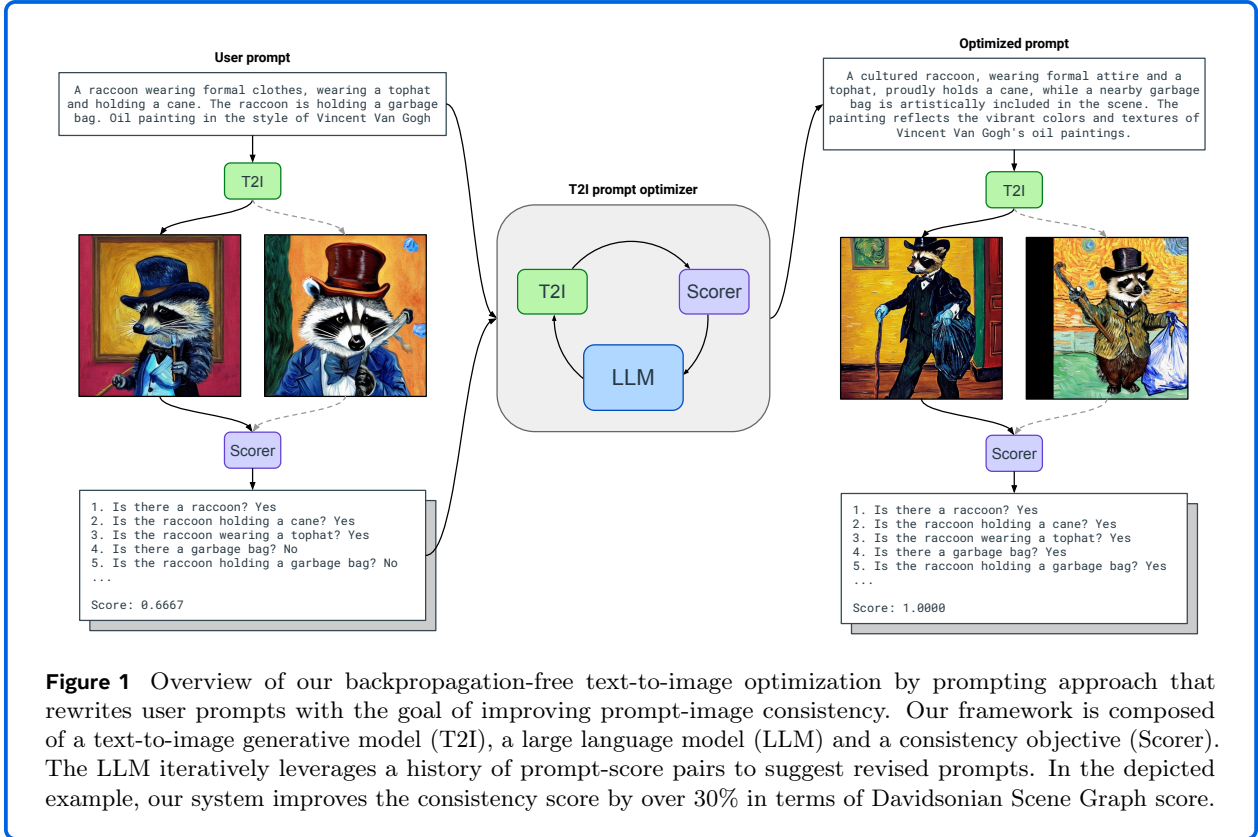 User prompt
A raccoon wearing formal clothes, wearing a tophat
and holding a cane. The raccoon is holding a garbage
bag. Oil painting in the style of Vincent Van Gogh
T2I
Scorer
1. Is there a raccoon? Yes
2. Is the raccoon holding a cane? Yes
3. Is the raccoon wearing a tophat? Yes
4. Is there a garbage bag? No
5. Is the raccoon holding a garbage bag? No
...
Score: 0.6667
T2I prompt optimizer
T2I
Scorer
LLM
Optimized prompt
A cultured raccoon, wearing formal attire and a
tophat, proudly holds a cane, while a nearby garbage
bag is artistically included in the scene. The
painting reflects the vibrant colors and textures of
Vincent Van Gogh's oil paintings.
T2I
Scorer
1. Is there a raccoon? Yes
2. Is the raccoon holding a cane? Yes
3. Is the raccoon wearing a tophat? Yes
4. Is there a garbage bag? Yes
5. Is the raccoon holding a garbage bag? Yes
...
Score: 1.0000
Figure 1 Overview of our backpropagation-free text-to-image optimization by prompting approach that
rewrites user prompts with the goal of improving prompt-image consistency. Our framework is composed
of a text-to-image generative model (T2I), a large language model (LLM) and a consistency objective (Scorer).
The LLM iteratively leverages a history of prompt-score pairs to suggest revised prompts. In the depicted
example, our system improves the consistency score by over 30% in terms of Davidsonian Scene Graph score.